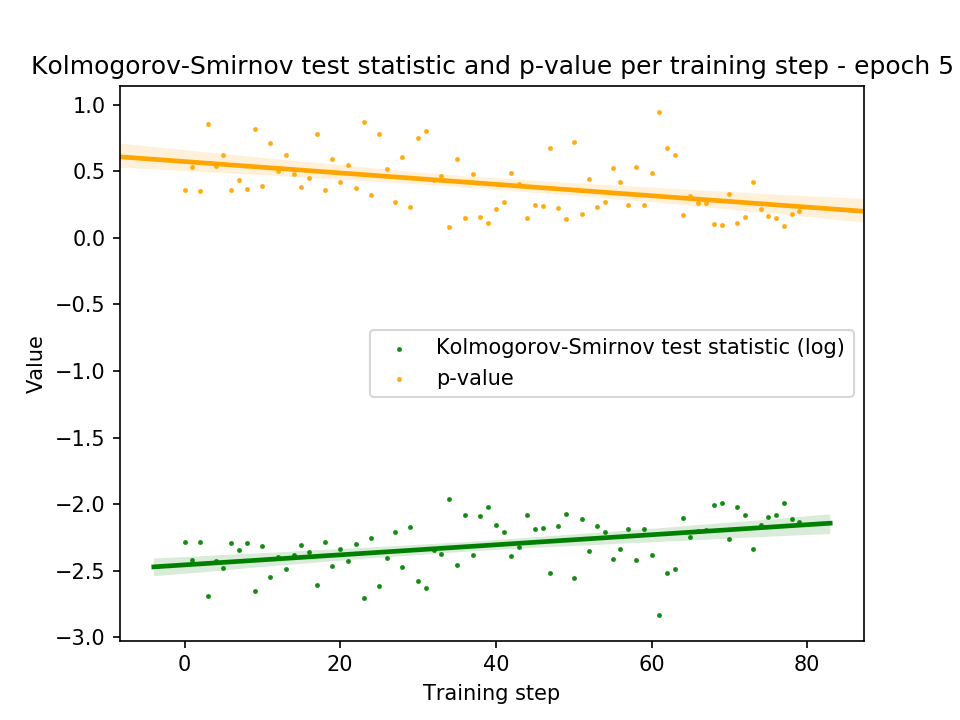 Kolmogorov-Smirnov test statistic and p-value per training step - epoch 5
1.0
0.5
0.0
−0.5
−1.0
−1.5
−2.0
−2.5
−3.0
Value
Kolmogorov-Smirnov test statistic (log)
p-value
0 20 40 60 80
Training step